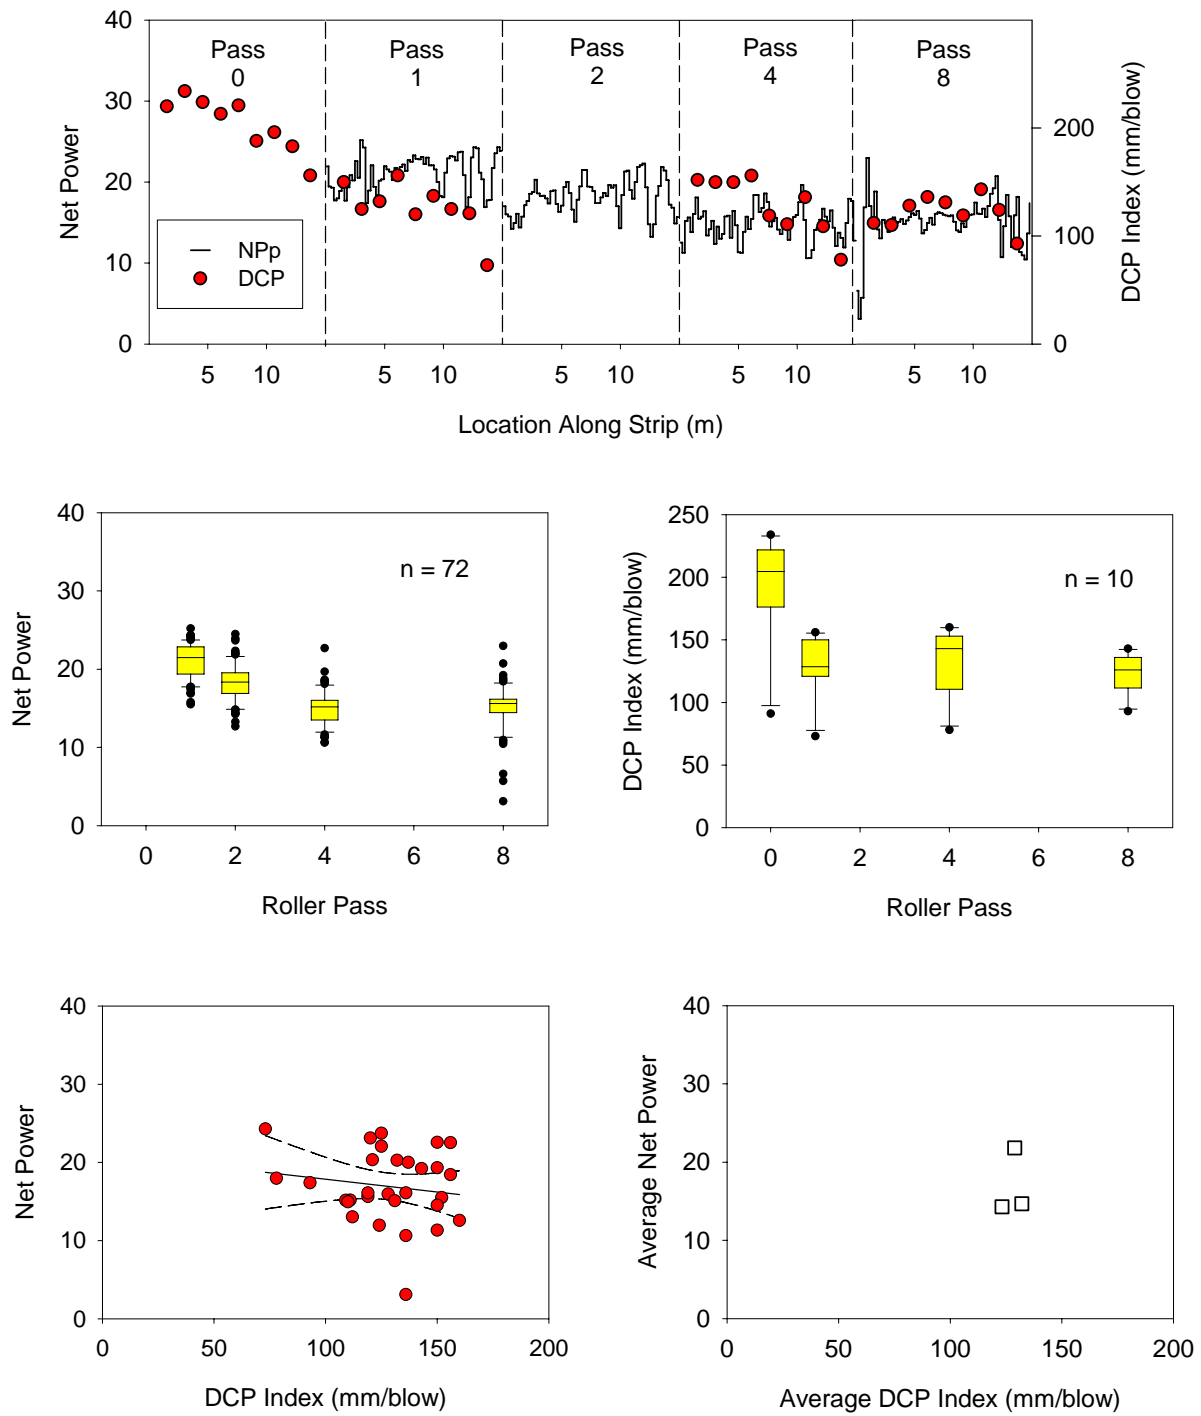 40
30
20
10
0
Net Power
Pass
0
Pass
1
Pass
2
Pass
4
Pass
8
NPp
DCP
200
100
0
DCP Index (mm/blow)
5 10 5 10 5 10 5 10 5 10
Location Along Strip (m)
40
30
20
10
0
Net Power
n = 72
0 2 4 6 8
Roller Pass
250
200
150
100
50
0
DCP Index (mm/blow)
n = 10
0 2 4 6 8
Roller Pass
40
30
20
10
0
Net Power
0 50 100 150 200
DCP Index (mm/blow)
40
30
20
10
0
Average Net Power
0 50 100 150 200
Average DCP Index (mm/blow)